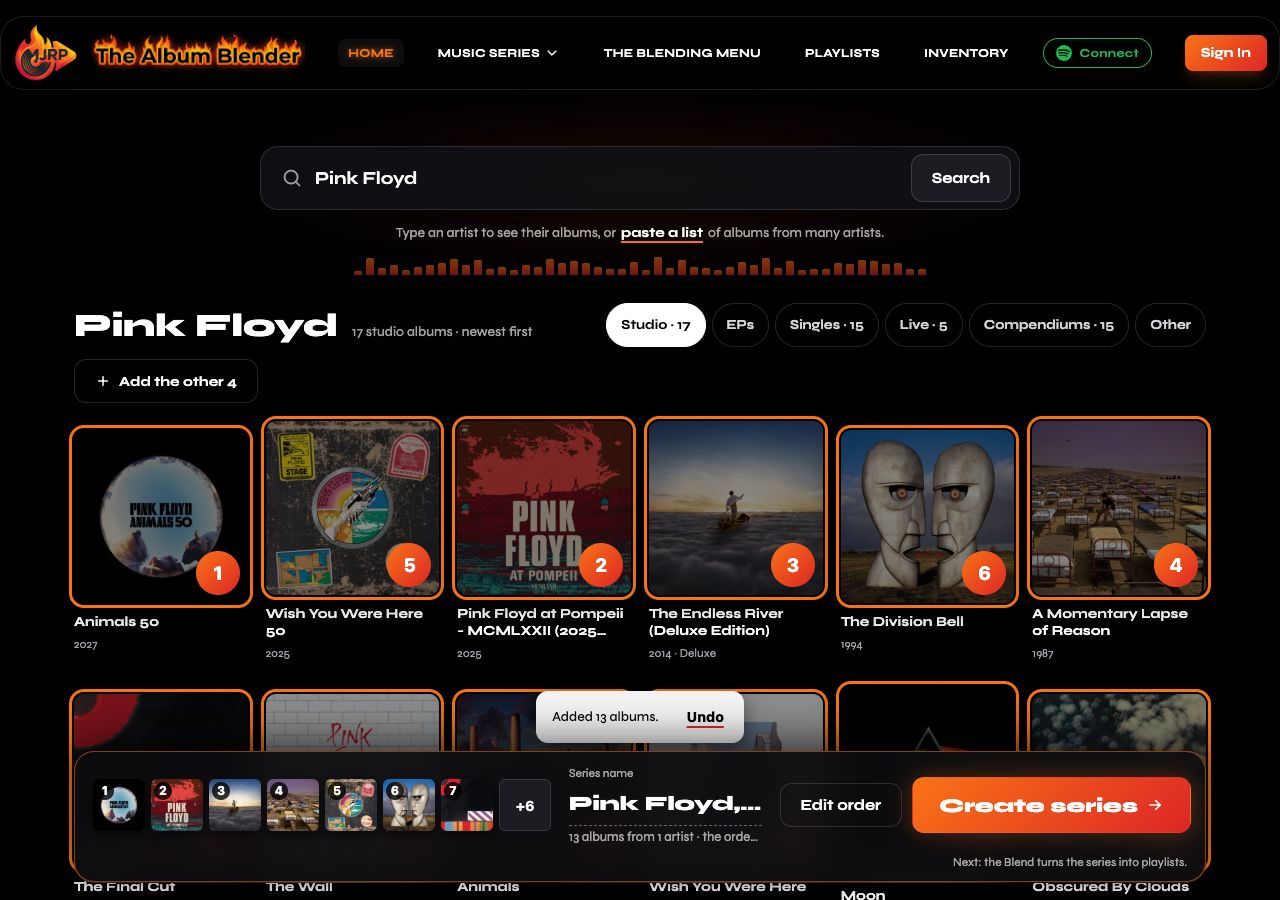 JRP The Album Blender
HOME
MUSIC SERIES
THE BLENDING MENU
PLAYLISTS
INVENTORY
Connect
Sign In
Pink Floyd
Search
Type an artist to see their albums, or paste a list of albums from many artists.
Pink Floyd
17 studio albums · newest first
Studio · 17
EPs
Singles · 15
Live · 5
Compendiums · 15
Other
+ Add the other 4
PINK FLOYD
ANIMALS 50
1
STAGE
5
PINK
FLOYD
AT POMPEII
2
3
6
4
Animals 50
2027
Wish You Were Here
50
2025
Pink Floyd at Pompeii
- MCMLXXII (2025...
2025
The Endless River
(Deluxe Edition)
2014 · Deluxe
The Division Bell
1994
A Momentary Lapse
of Reason
1987
PINK
Added 13 albums.
Undo
1
2
3
4
5
6
7
+6
Series name
Pink Floyd,...
13 albums from 1 artist · the orde...
Edit order
Create series →
Next: the Blend turns the series into playlists.
The Final Cut
The Wall
Animals
Wish You Were Here
Moon
Obscured By Clouds